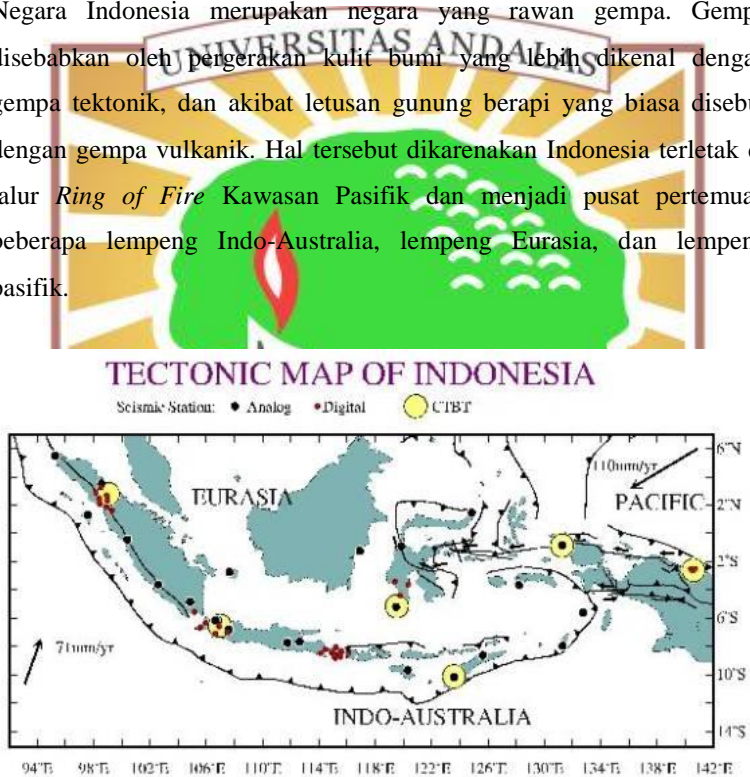 Negara Indonesia merupakan negara yang rawan gempa. Gemp
disebabkan oleh pergerakan kulit bumi yang lebih dikenal denga
gempa tektonik, dan akibat letusan gunung berapi yang biasa disebu
dengan gempa vulkanik. Hal tersebut dikarenakan Indonesia terletak
jalur Ring of Fire Kawasan Pasifik dan menjadi pusat pertemua
beberapa lempeng Indo-Australia, lempeng Eurasia, dan lempen
pasifik.
UNIVERSITAS ANDALAS
TECTONIC MAP OF INDONESIA
Seismic Station: Analog Digital CTBT
EURASIA
110mm/yr
PACIFIC
71mm/yr
INDO-AUSTRALIA
6°N
2°N
2°S
6°S
10°S
14°S
94°E 98°E 102°E 106°E 110°E 114°E 118°E 122°E 126°E 130°E 134°E 138°E 142°E